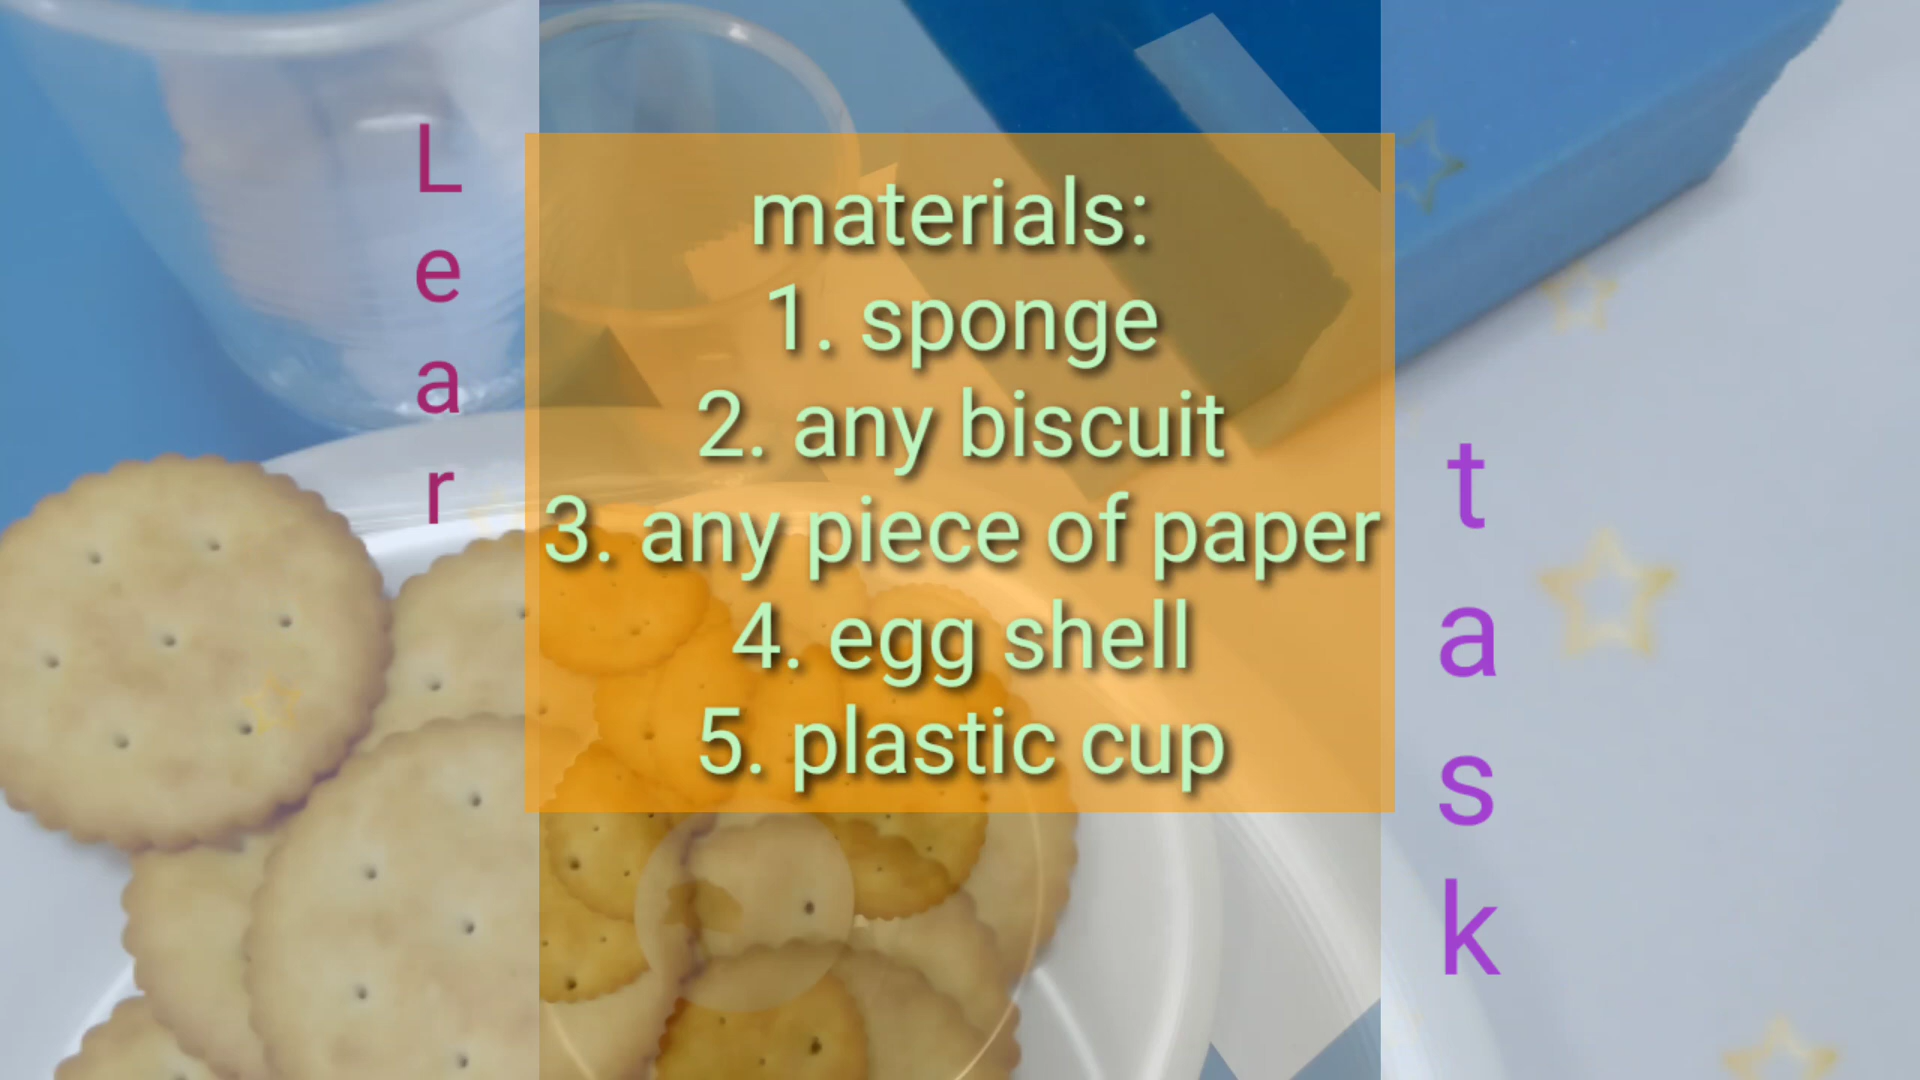 L
e
a
r
materials:
1. sponge
2. any biscuit
3. any piece of paper
4. egg shell
5. plastic cup
t
a
s
k